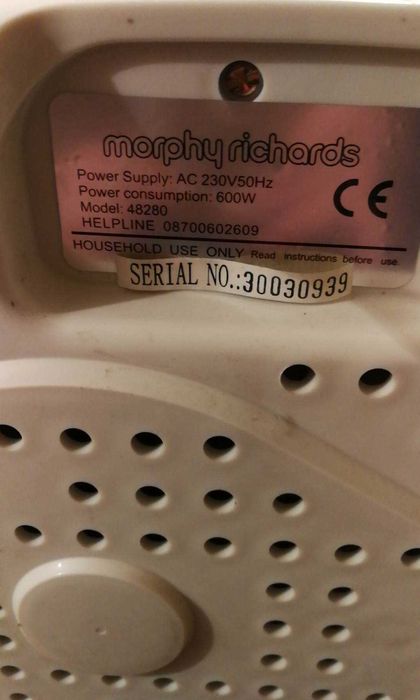 morphy richards
Power Supply: AC 230V50Hz
Power consumption: 600W
Model: 48280
HELPLINE 08700602609
CE
HOUSEHOLD USE ONLY Read instructions before use
SERIAL NO.:30030939